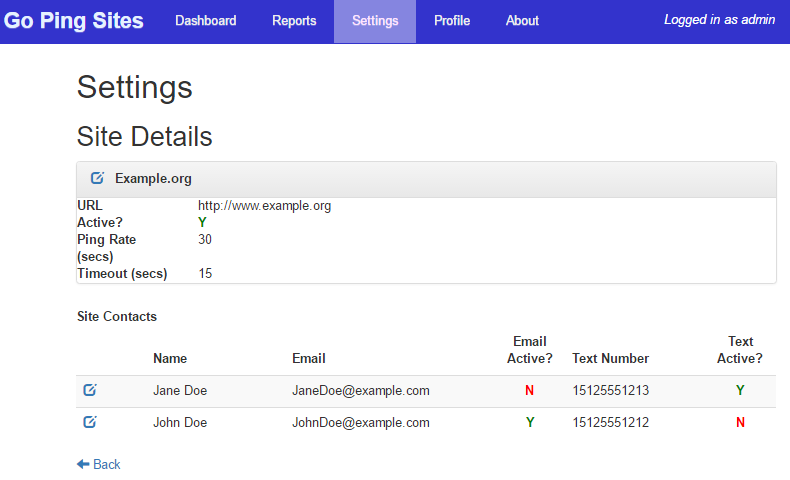 Go Ping Sites Dashboard Reports Settings Profile About Logged in as admin
Settings
Site Details
Example.org
URL http://www.example.org
Active? Y
Ping Rate 30
(secs)
Timeout (secs) 15
Site Contacts
Name Email Email Active? Text Number Text Active?
Jane Doe JaneDoe@example.com N 15125551213 Y
John Doe JohnDoe@example.com Y 15125551212 N
Back